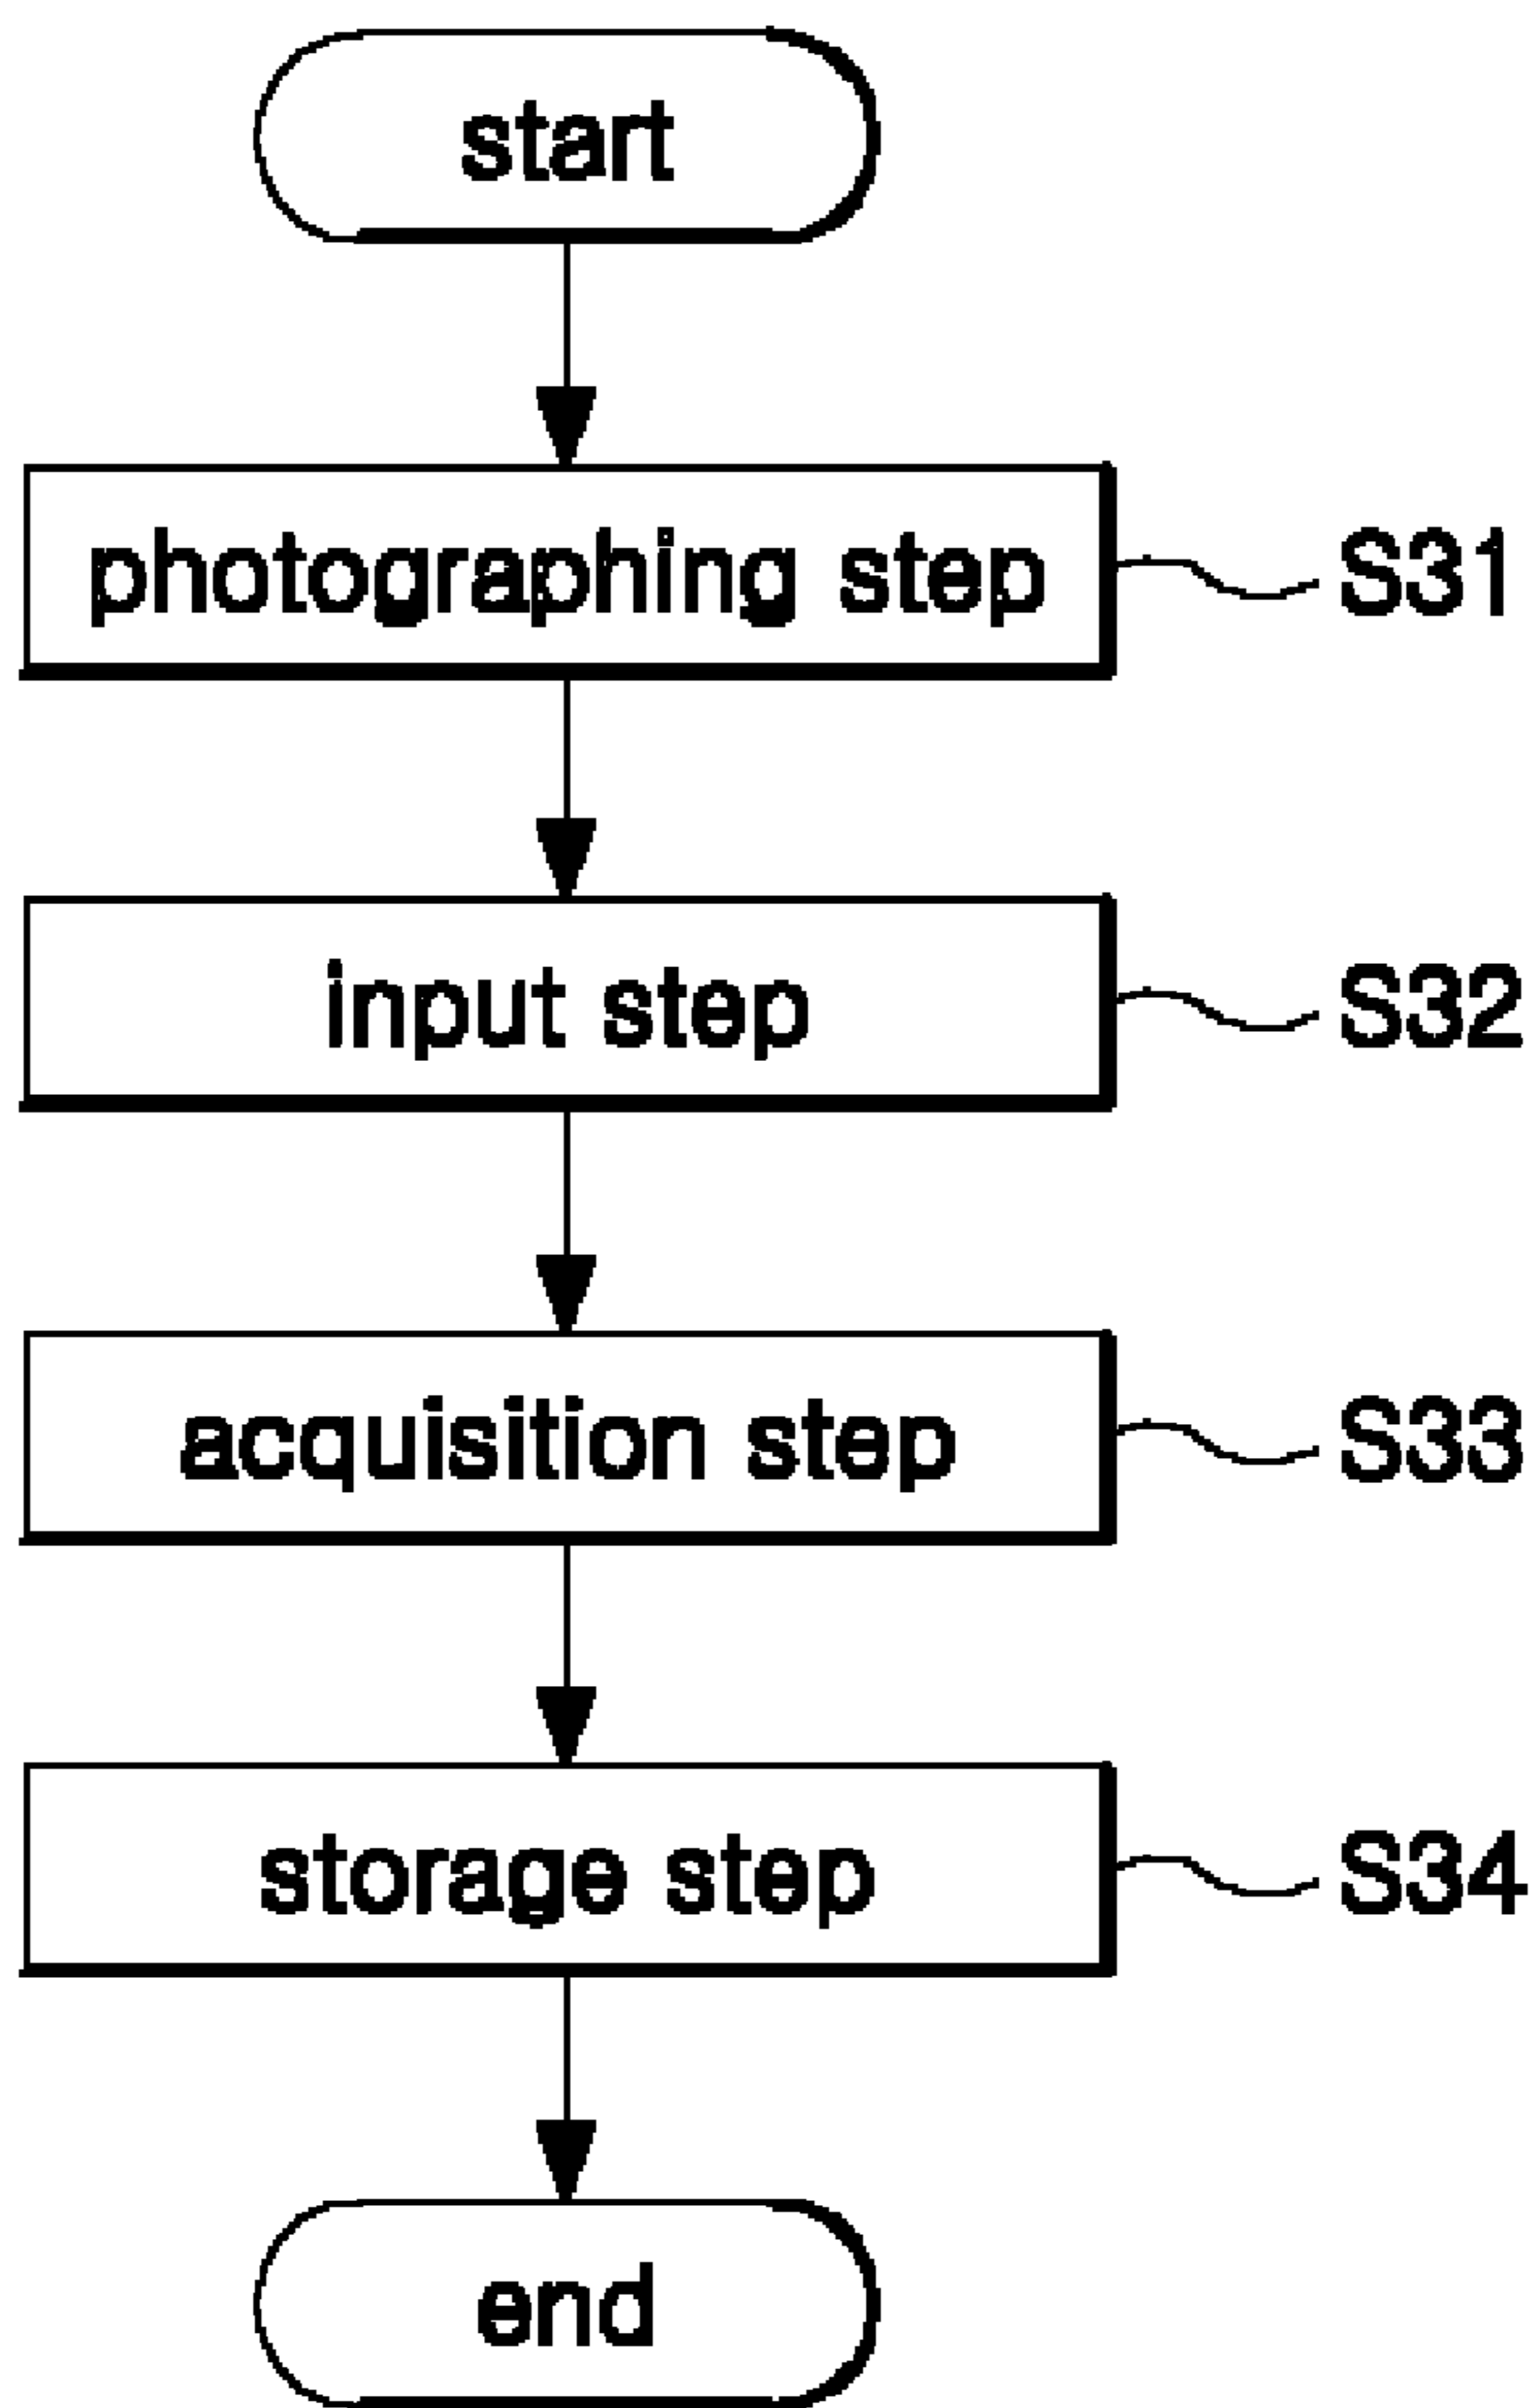 start
photographing step S31
input step S32
acquisition step S33
storage step S34
end